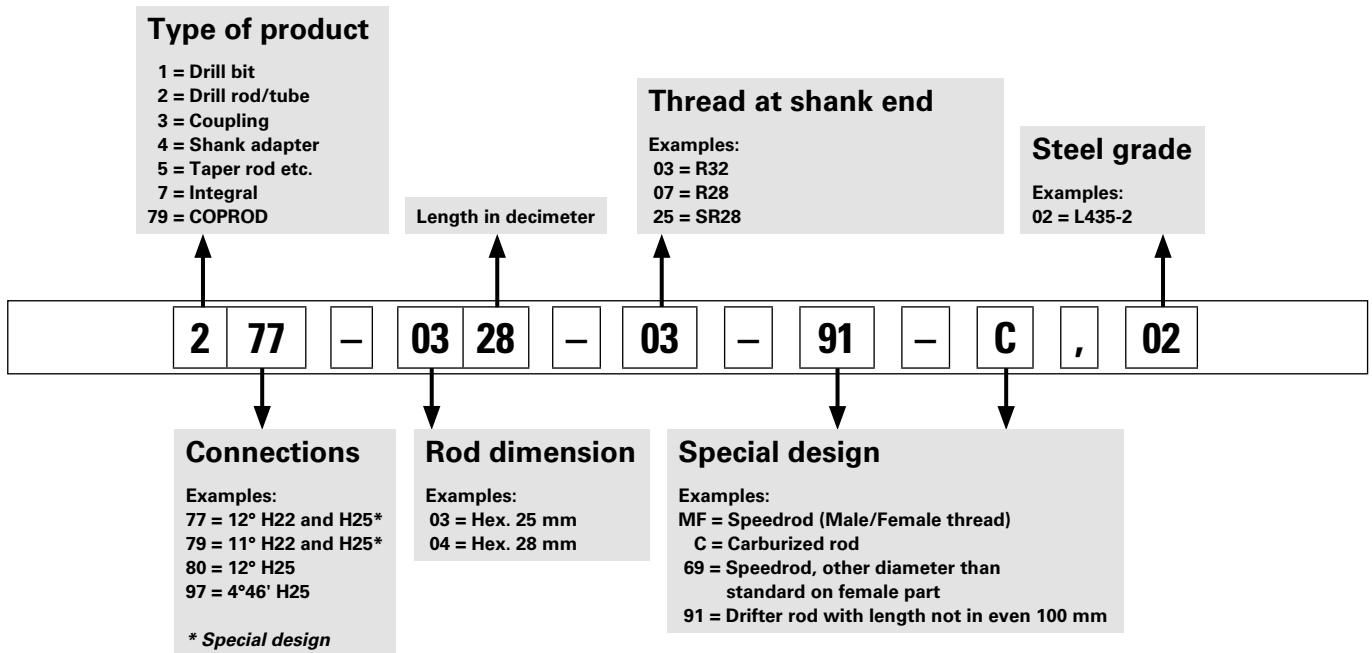 Type of product
1 = Drill bit
2 = Drill rod/tube
3 = Coupling
4 = Shank adapter
5 = Taper rod etc.
7 = Integral
79 = COPROD
Length in decimeter
Thread at shank end
Examples:
03 = R32
07 = R28
25 = SR28
Steel grade
Examples:
02 = L435-2
2 77 – 03 28 – 03 – 91 – C , 02
Connections
Examples:
77 = 12° H22 and H25*
79 = 11° H22 and H25*
80 = 12° H25
97 = 4°46' H25
* Special design
Rod dimension
Examples:
03 = Hex. 25 mm
04 = Hex. 28 mm
Special design
Examples:
MF = Speedrod (Male/Female thread)
C = Carburized rod
69 = Speedrod, other diameter than
standard on female part
91 = Drifter rod with length not in even 100 mm